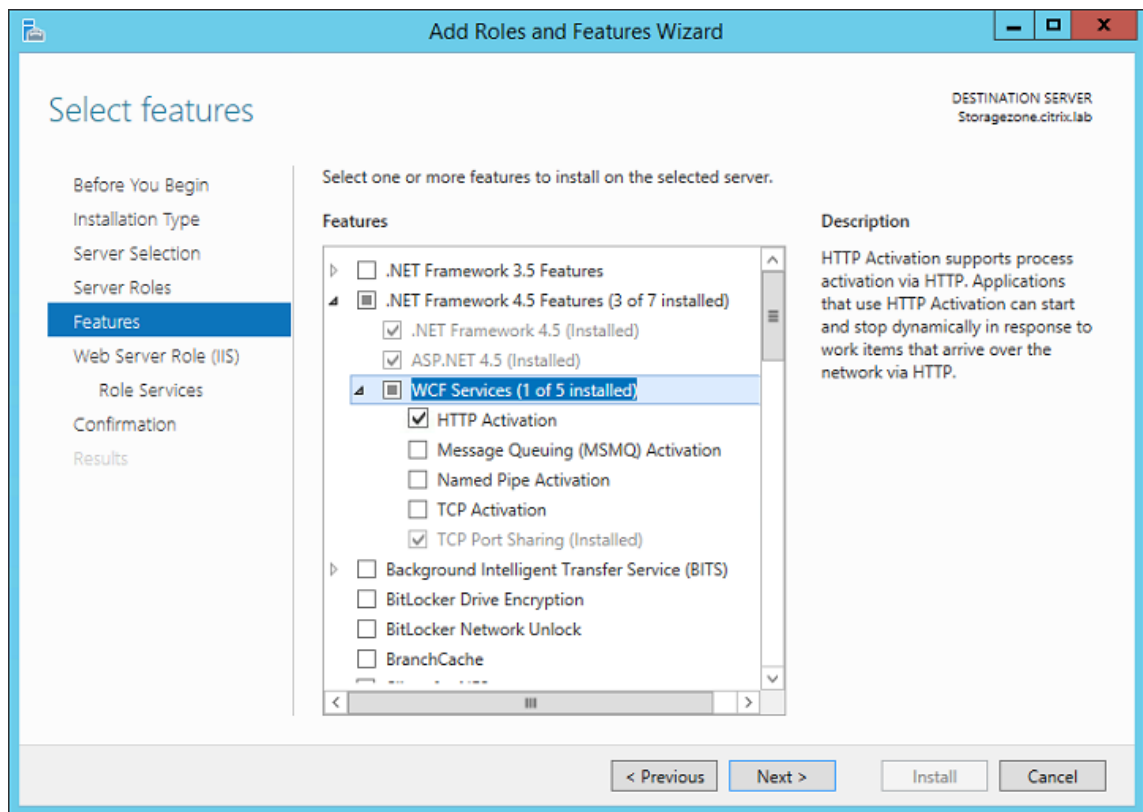 Add Roles and Features Wizard
Select features
DESTINATION SERVER
Storagezone.citrix.lab
Before You Begin
Installation Type
Server Selection
Server Roles
Features
Web Server Role (IIS)
Role Services
Confirmation
Results
Select one or more features to install on the selected server.
Features
.NET Framework 3.5 Features
.NET Framework 4.5 Features (3 of 7 installed)
.NET Framework 4.5 (Installed)
ASP.NET 4.5 (Installed)
WCF Services (1 of 5 installed)
HTTP Activation
Message Queuing (MSMQ) Activation
Named Pipe Activation
TCP Activation
TCP Port Sharing (Installed)
Background Intelligent Transfer Service (BITS)
BitLocker Drive Encryption
BitLocker Network Unlock
BranchCache
Description
HTTP Activation supports process
activation via HTTP. Applications
that use HTTP Activation can start
and stop dynamically in response to
work items that arrive over the
network via HTTP.
< Previous
Next >
Install
Cancel